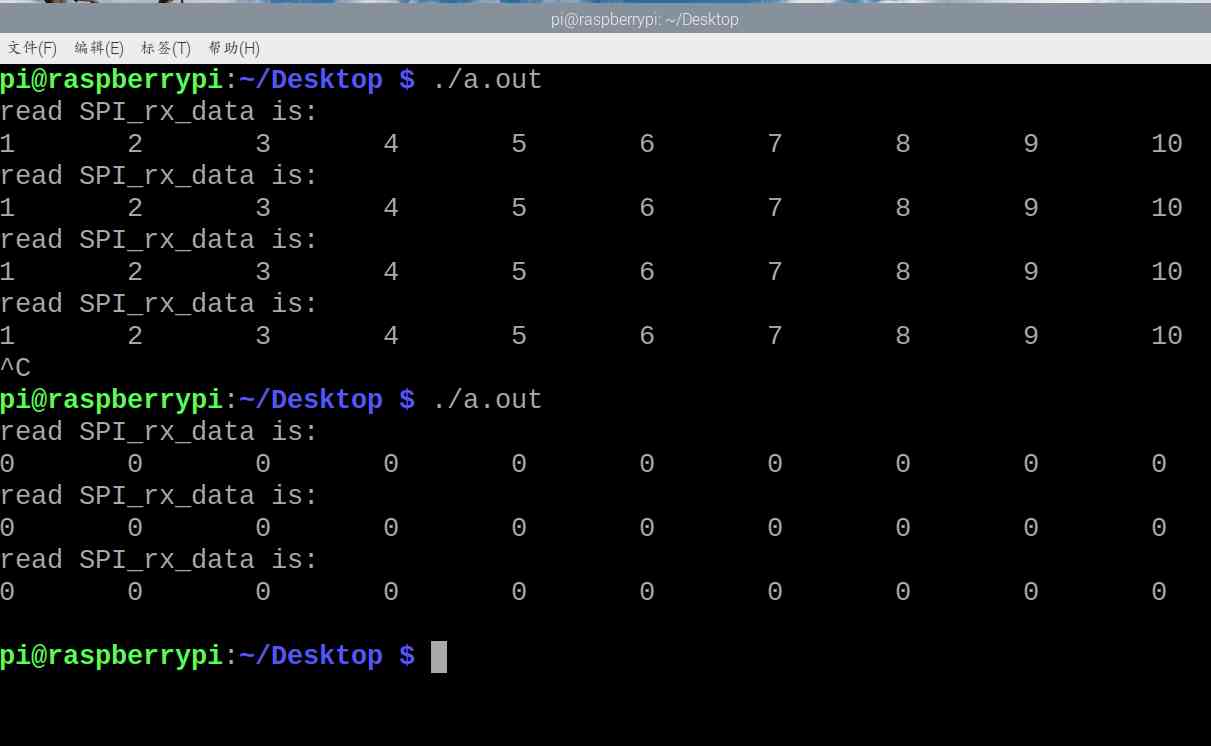 pi@raspberrypi: ~/Desktop
文件(F) 编辑(E) 标签(T) 帮助(H)
pi@raspberrypi:~/Desktop $ ./a.out
read SPI_rx_data is:
1 2 3 4 5 6 7 8 9 10
read SPI_rx_data is:
1 2 3 4 5 6 7 8 9 10
read SPI_rx_data is:
1 2 3 4 5 6 7 8 9 10
read SPI_rx_data is:
1 2 3 4 5 6 7 8 9 10
^C
pi@raspberrypi:~/Desktop $ ./a.out
read SPI_rx_data is:
0 0 0 0 0 0 0 0 0 0
read SPI_rx_data is:
0 0 0 0 0 0 0 0 0 0
read SPI_rx_data is:
0 0 0 0 0 0 0 0 0 0
pi@raspberrypi:~/Desktop $